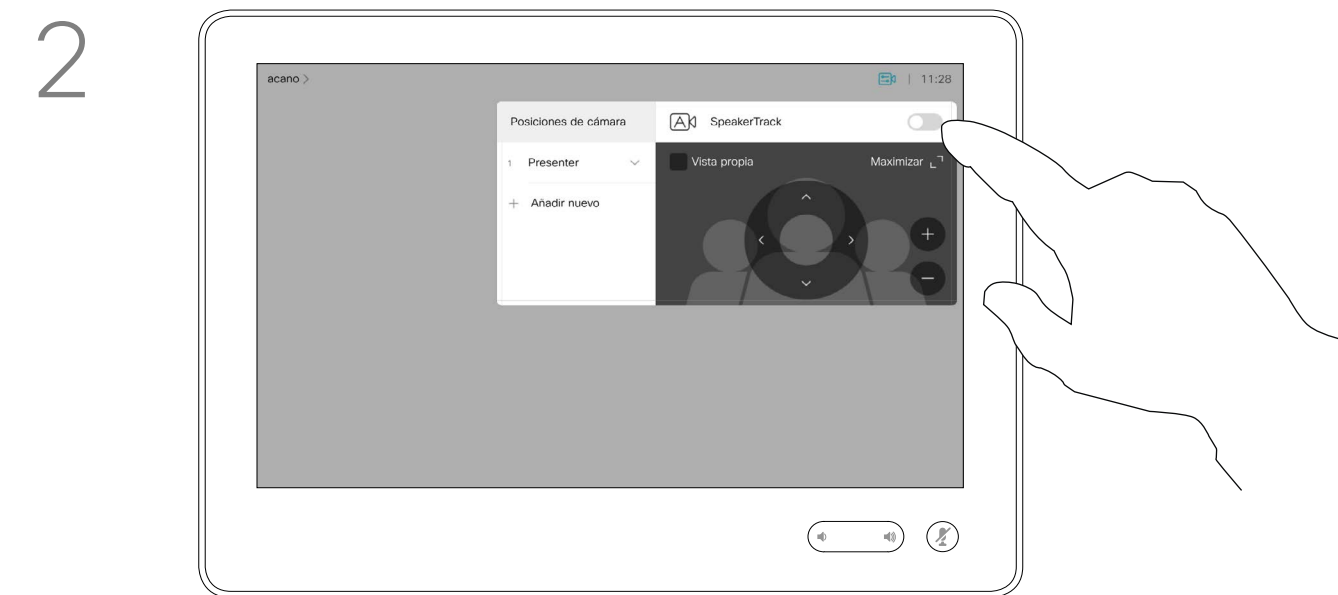 2
acano >
11:28
Posiciones de cámara
A SpeakerTrack
1 Presenter
Vista propia
Maximizar
+ Añadir nuevo
+
−